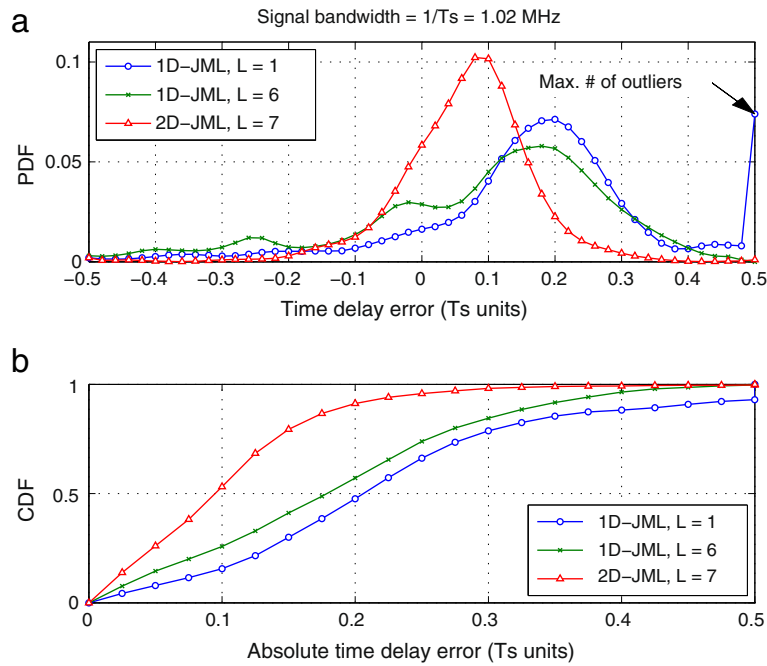 a
Signal bandwidth = 1/Ts = 1.02 MHz
1D−JML, L = 1
1D−JML, L = 6
2D−JML, L = 7
Max. # of outliers
0.1
0.05
0
PDF
−0.5 −0.4 −0.3 −0.2 −0.1 0 0.1 0.2 0.3 0.4 0.5
Time delay error (Ts units)
b
1
0.5
0
CDF
1D−JML, L = 1
1D−JML, L = 6
2D−JML, L = 7
0 0.1 0.2 0.3 0.4 0.5
Absolute time delay error (Ts units)